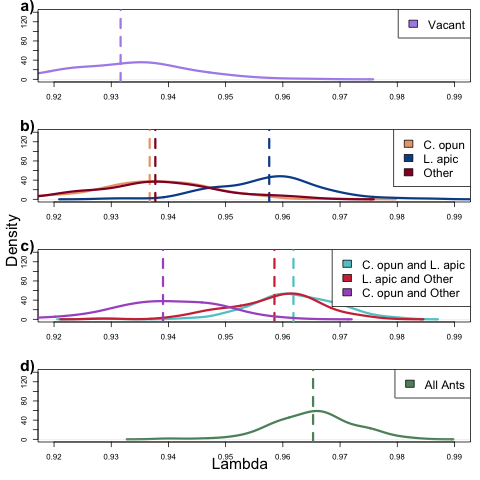 a)
120
80
40
0
Vacant
0.92 0.93 0.94 0.95 0.96 0.97 0.98 0.99
b)
120
80
40
0
C. opun
L. apic
Other
0.92 0.93 0.94 0.95 0.96 0.97 0.98 0.99
Density
c)
120
80
40
0
C. opun and L. apic
L. apic and Other
C. opun and Other
0.92 0.93 0.94 0.95 0.96 0.97 0.98 0.99
d)
120
80
40
0
All Ants
0.92 0.93 0.94 0.95 0.96 0.97 0.98 0.99
Lambda